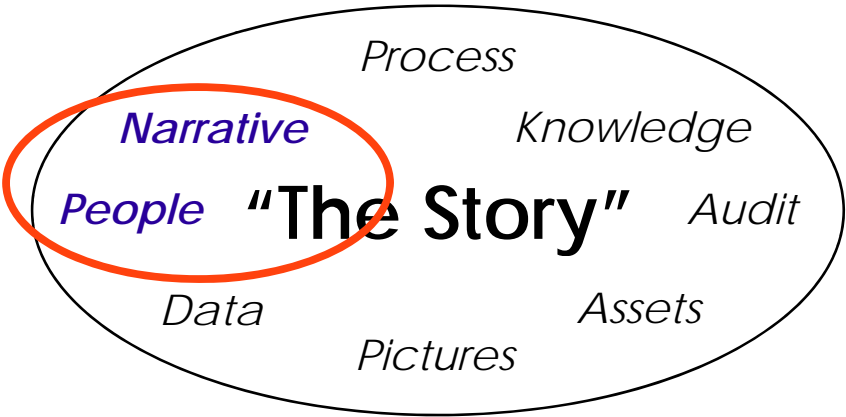 Process
Narrative
Knowledge
People
“The Story”
Audit
Data
Assets
Pictures